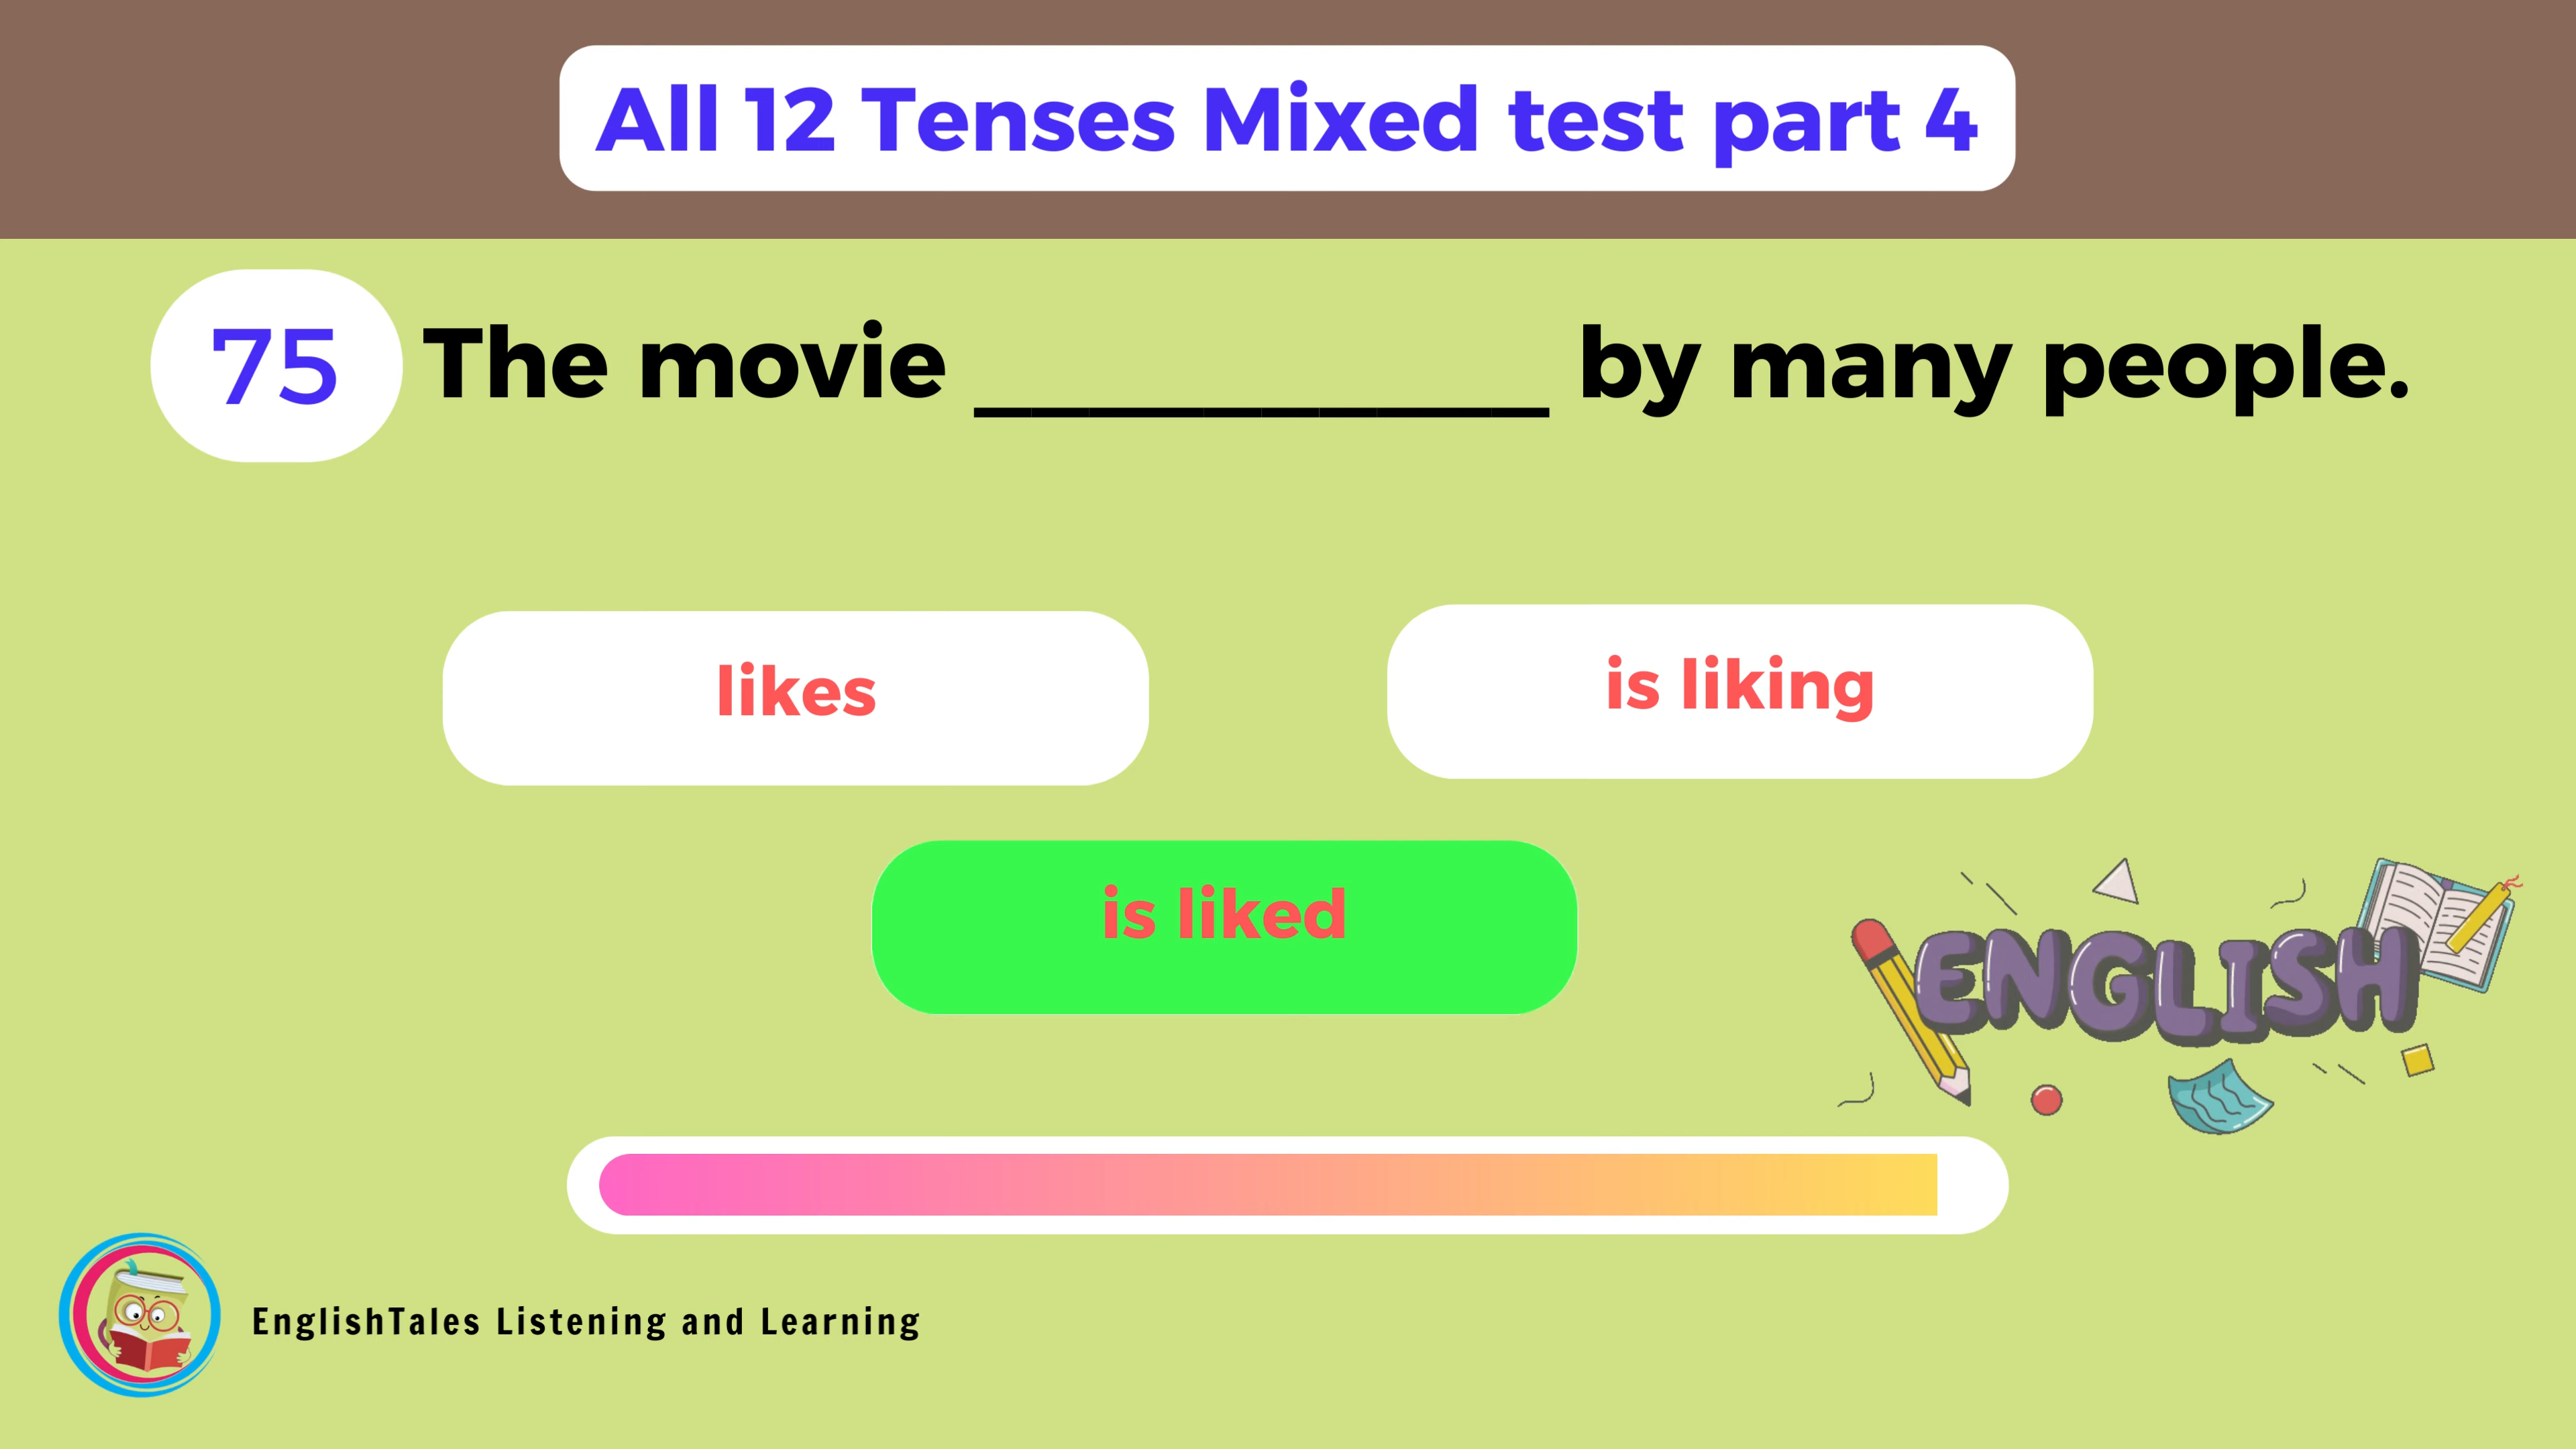 All 12 Tenses Mixed test part 4
75 The movie __________ by many people.
likes
is liking
is liked
ENGLISH
EnglishTales Listening and Learning